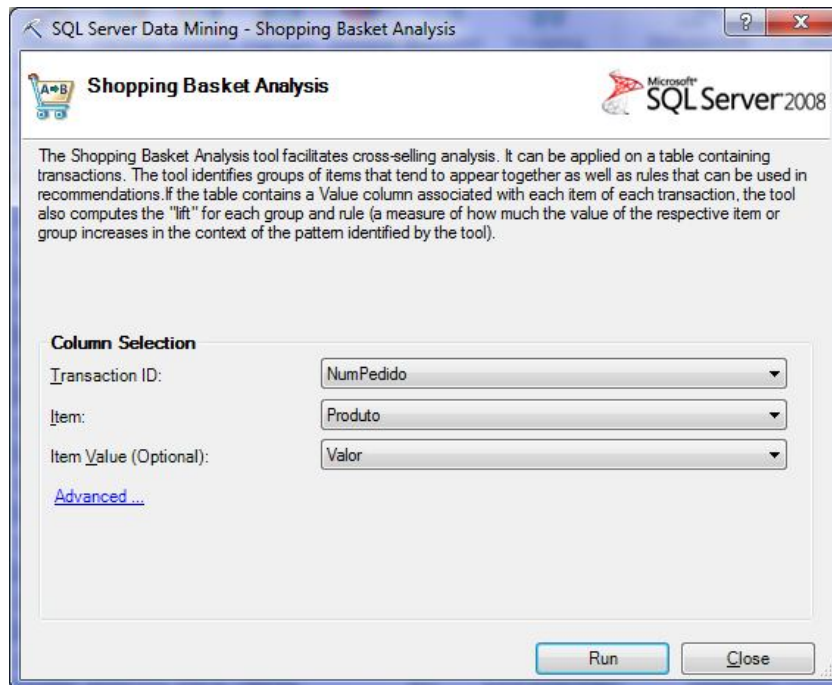 SQL Server Data Mining - Shopping Basket Analysis
?
A B
Shopping Basket Analysis
Microsoft®
SQL Server 2008
The Shopping Basket Analysis tool facilitates cross-selling analysis. It can be applied on a table containing
transactions. The tool identifies groups of items that tend to appear together as well as rules that can be used in
recommendations.If the table contains a Value column associated with each item of each transaction, the tool
also computes the "lift" for each group and rule (a measure of how much the value of the respective item or
group increases in the context of the pattern identified by the tool).
Column Selection
Transaction ID: NumPedido
Item: Produto
Item Value (Optional): Valor
Advanced ...
Run Close